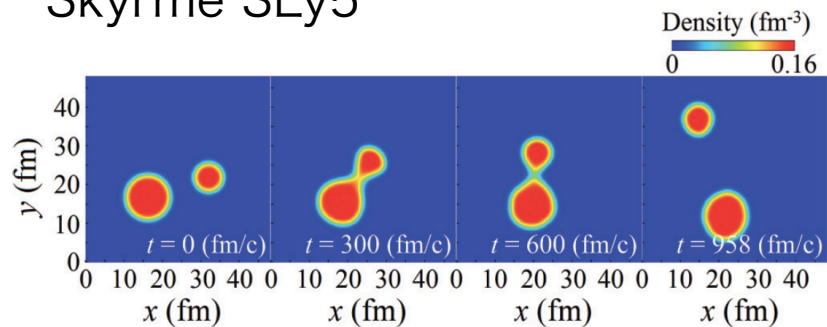 Skyrme SLy5
Density (fm-3)
0 0.16
y (fm)
40
30
20
10
0
t = 0 (fm/c) t = 300 (fm/c) t = 600 (fm/c) t = 958 (fm/c)
0 10 20 30 40 0 10 20 30 40 0 10 20 30 40 0 10 20 30 40
x (fm) x (fm) x (fm) x (fm)